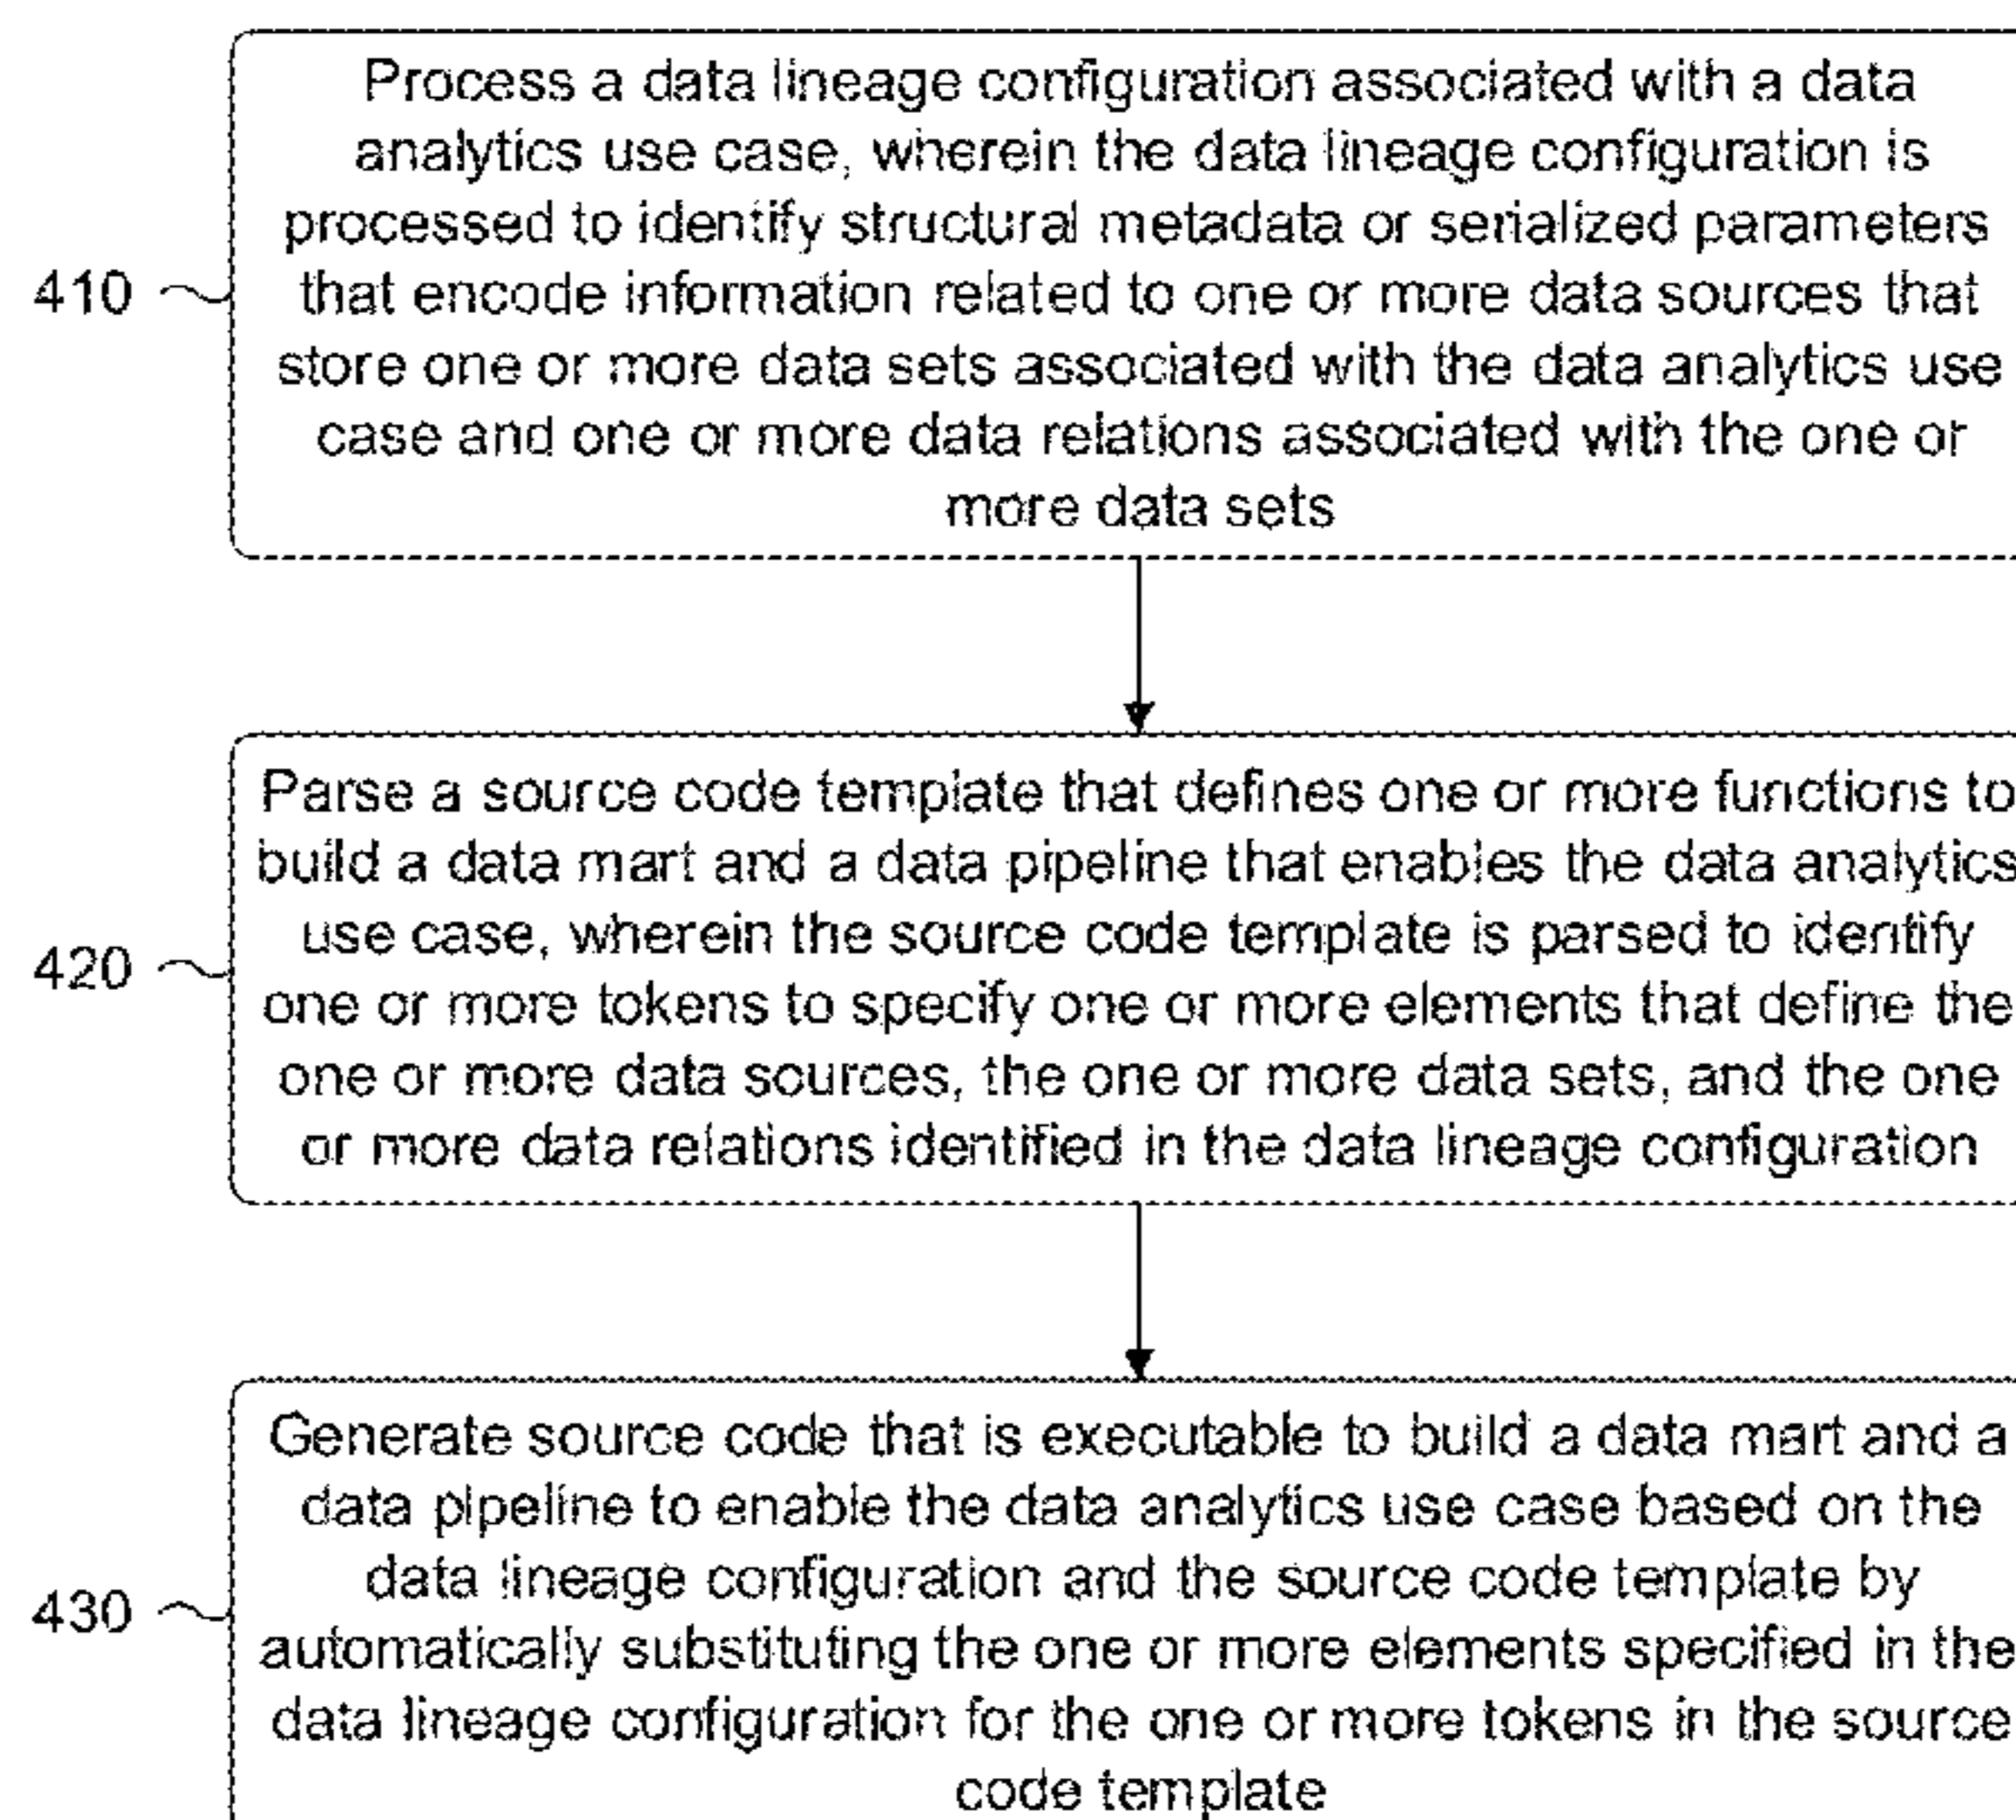 Process a data lineage configuration associated with a data
analytics use case, wherein the data lineage configuration is
processed to identify structural metadata or serialized parameters
410
that encode information related to one or more data sources that
store one or more data sets associated with the data analytics use
case and one or more data relations associated with the one or
more data sets
Parse a source code template that defines one or more functions to
build a data mart and a data pipeline that enables the data analytics
use case, wherein the source code template is parsed to identify
420
one or more tokens to specify one or more elements that define the
one or more data sources, the one or more data sets, and the one
or more data relations identified in the data lineage configuration
Generate source code that is executable to build a data mart and a
data pipeline to enable the data analytics use case based on the
data lineage configuration and the source code template by
430
automatically substituting the one or more elements specified in the
data lineage configuration for the one or more tokens in the source
code template